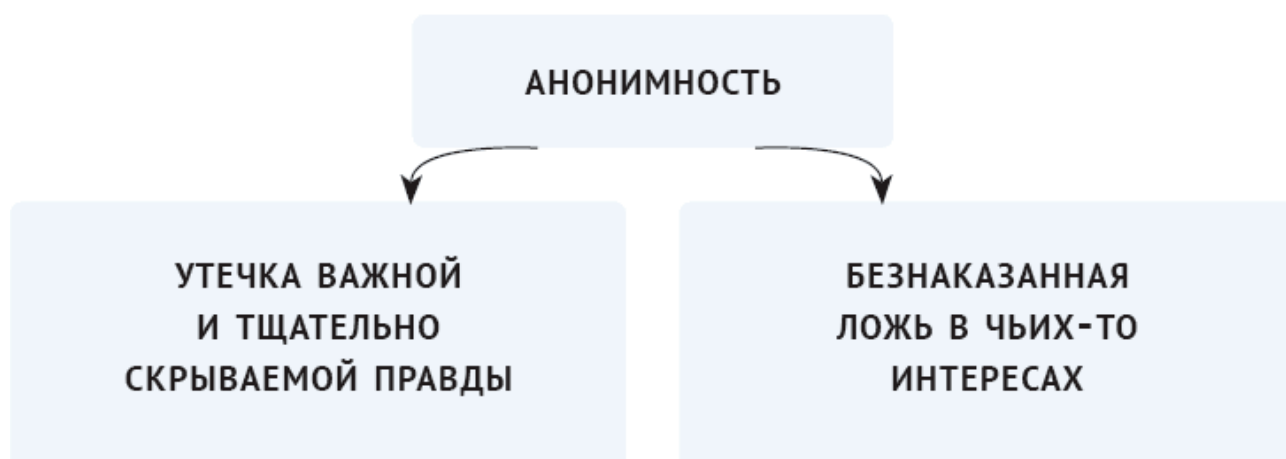 АНОНИМНОСТЬ
УТЕЧКА ВАЖНОЙ
И ТЩАТЕЛЬНО
СКРЫВАЕМОЙ ПРАВДЫ
БЕЗНАКАЗАННАЯ
ЛОЖЬ В ЧЬИХ-ТО
ИНТЕРЕСАХ